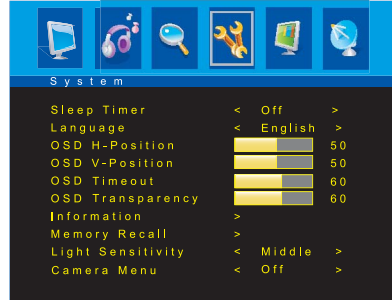 System
Sleep Timer < Off >
Language < English >
OSD H-Position 50
OSD V-Position 50
OSD Timeout 60
OSD Transparency 60
Information >
Memory Recall >
Light Sensitivity < Middle >
Camera Menu < Off >